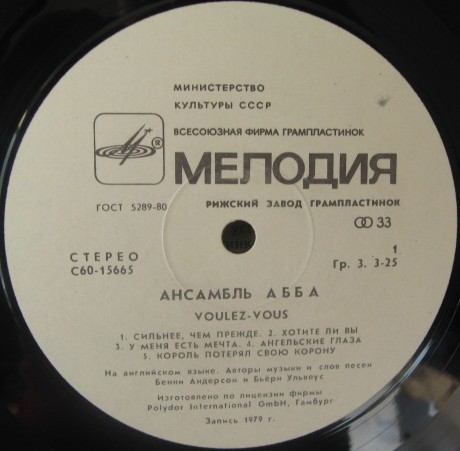 МИНИСТЕРСТВО
КУЛЬТУРЫ СССР
ВСЕСОЮЗНАЯ ФИРМА ГРАМПЛАСТИНОК
®
МЕЛОДИЯ
ГОСТ 5289-80
РИЖСКИЙ ЗАВОД ГРАМПЛАСТИНОК
33
СТЕРЕО
С60-15665
1
Гр. 3. 3-25
АНСАМБЛЬ АББА
VOULEZ-VOUS
1. СИЛЬНЕЕ, ЧЕМ ПРЕЖДЕ. 2. ХОТИТЕ ЛИ ВЫ
3. У МЕНЯ ЕСТЬ МЕЧТА. 4. АНГЕЛЬСКИЕ ГЛАЗА
5. КОРОЛЬ ПОТЕРЯЛ СВОЮ КОРОНУ
На английском языке. Авторы музыки и слов песен
Бенни Андерсон и Бьёрн Ульвеус
Изготовлено по лицензии фирмы
Polydor International GmbH, Гамбург
Запись 1979 г.